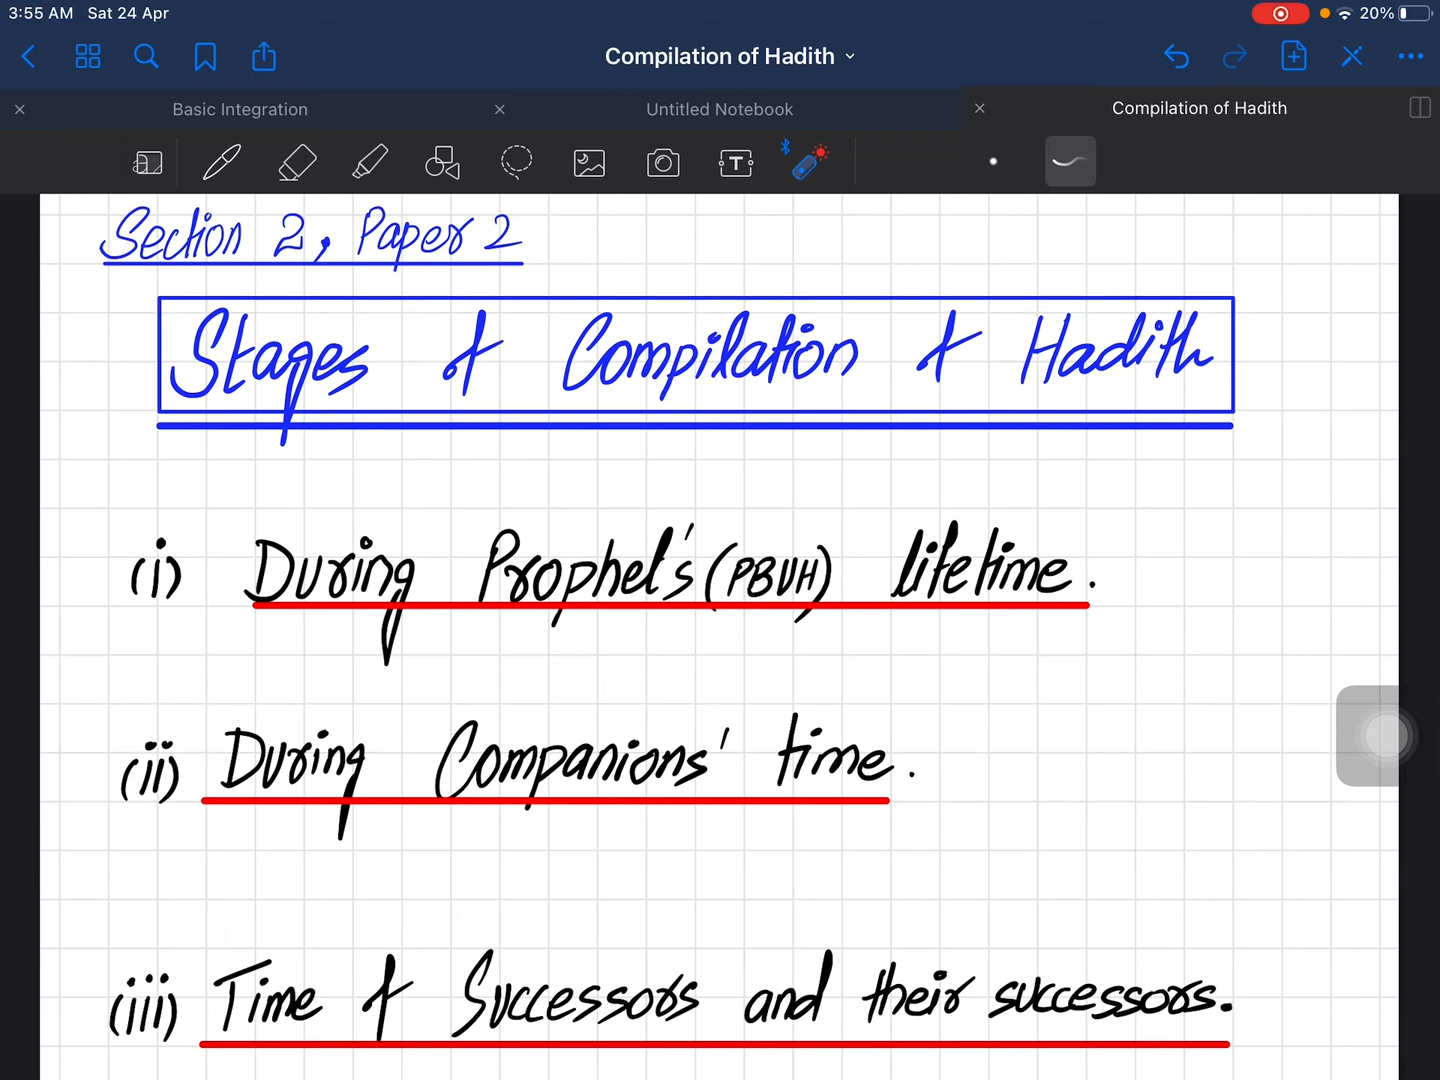 3:55 AM Sat 24 Apr 20%
Compilation of Hadith
Basic Integration Untitled Notebook Compilation of Hadith
T
Section 2, Paper 2
Stages of Compilation of Hadith
(i) During Prophet's (PBUH) lifetime.
(ii) During Companions' time.
(iii) Time of Successors and their successors.